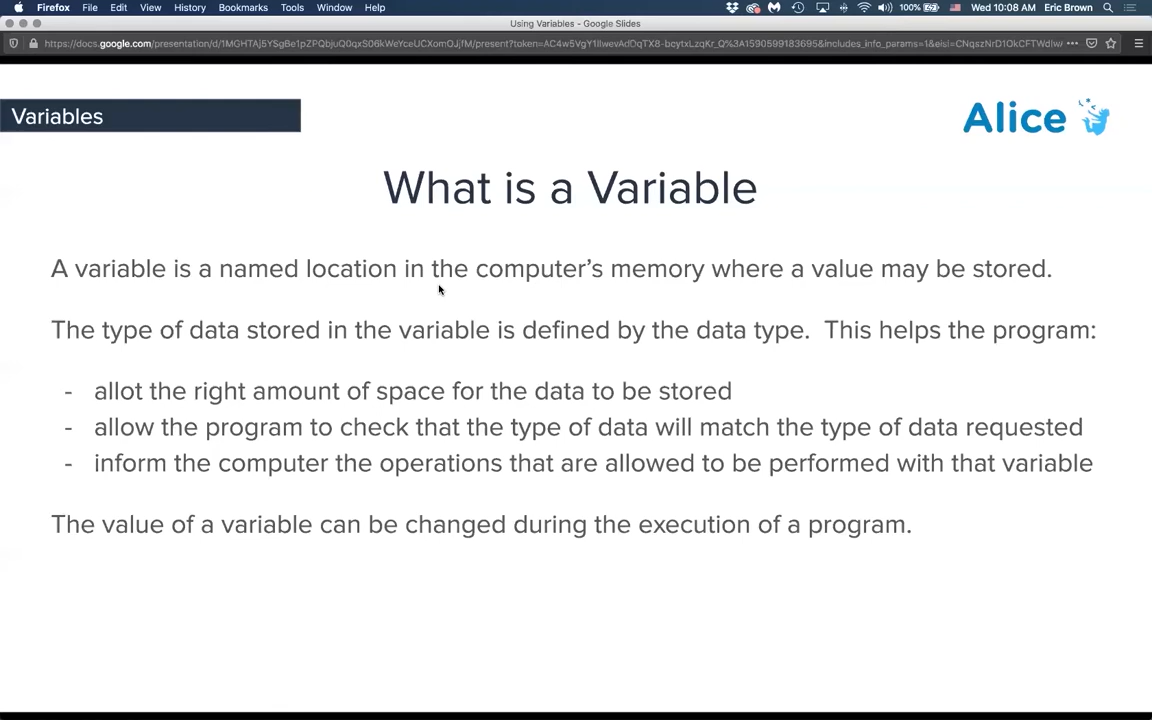 Firefox File Edit View History Bookmarks Tools Window Help 100% Wed 10:08 AM Eric Brown
Using Variables - Google Slides
Variables
Alice
What is a Variable
A variable is a named location in the computer's memory where a value may be stored.
The type of data stored in the variable is defined by the data type. This helps the program:
- allot the right amount of space for the data to be stored
- allow the program to check that the type of data will match the type of data requested
- inform the computer the operations that are allowed to be performed with that variable
The value of a variable can be changed during the execution of a program.